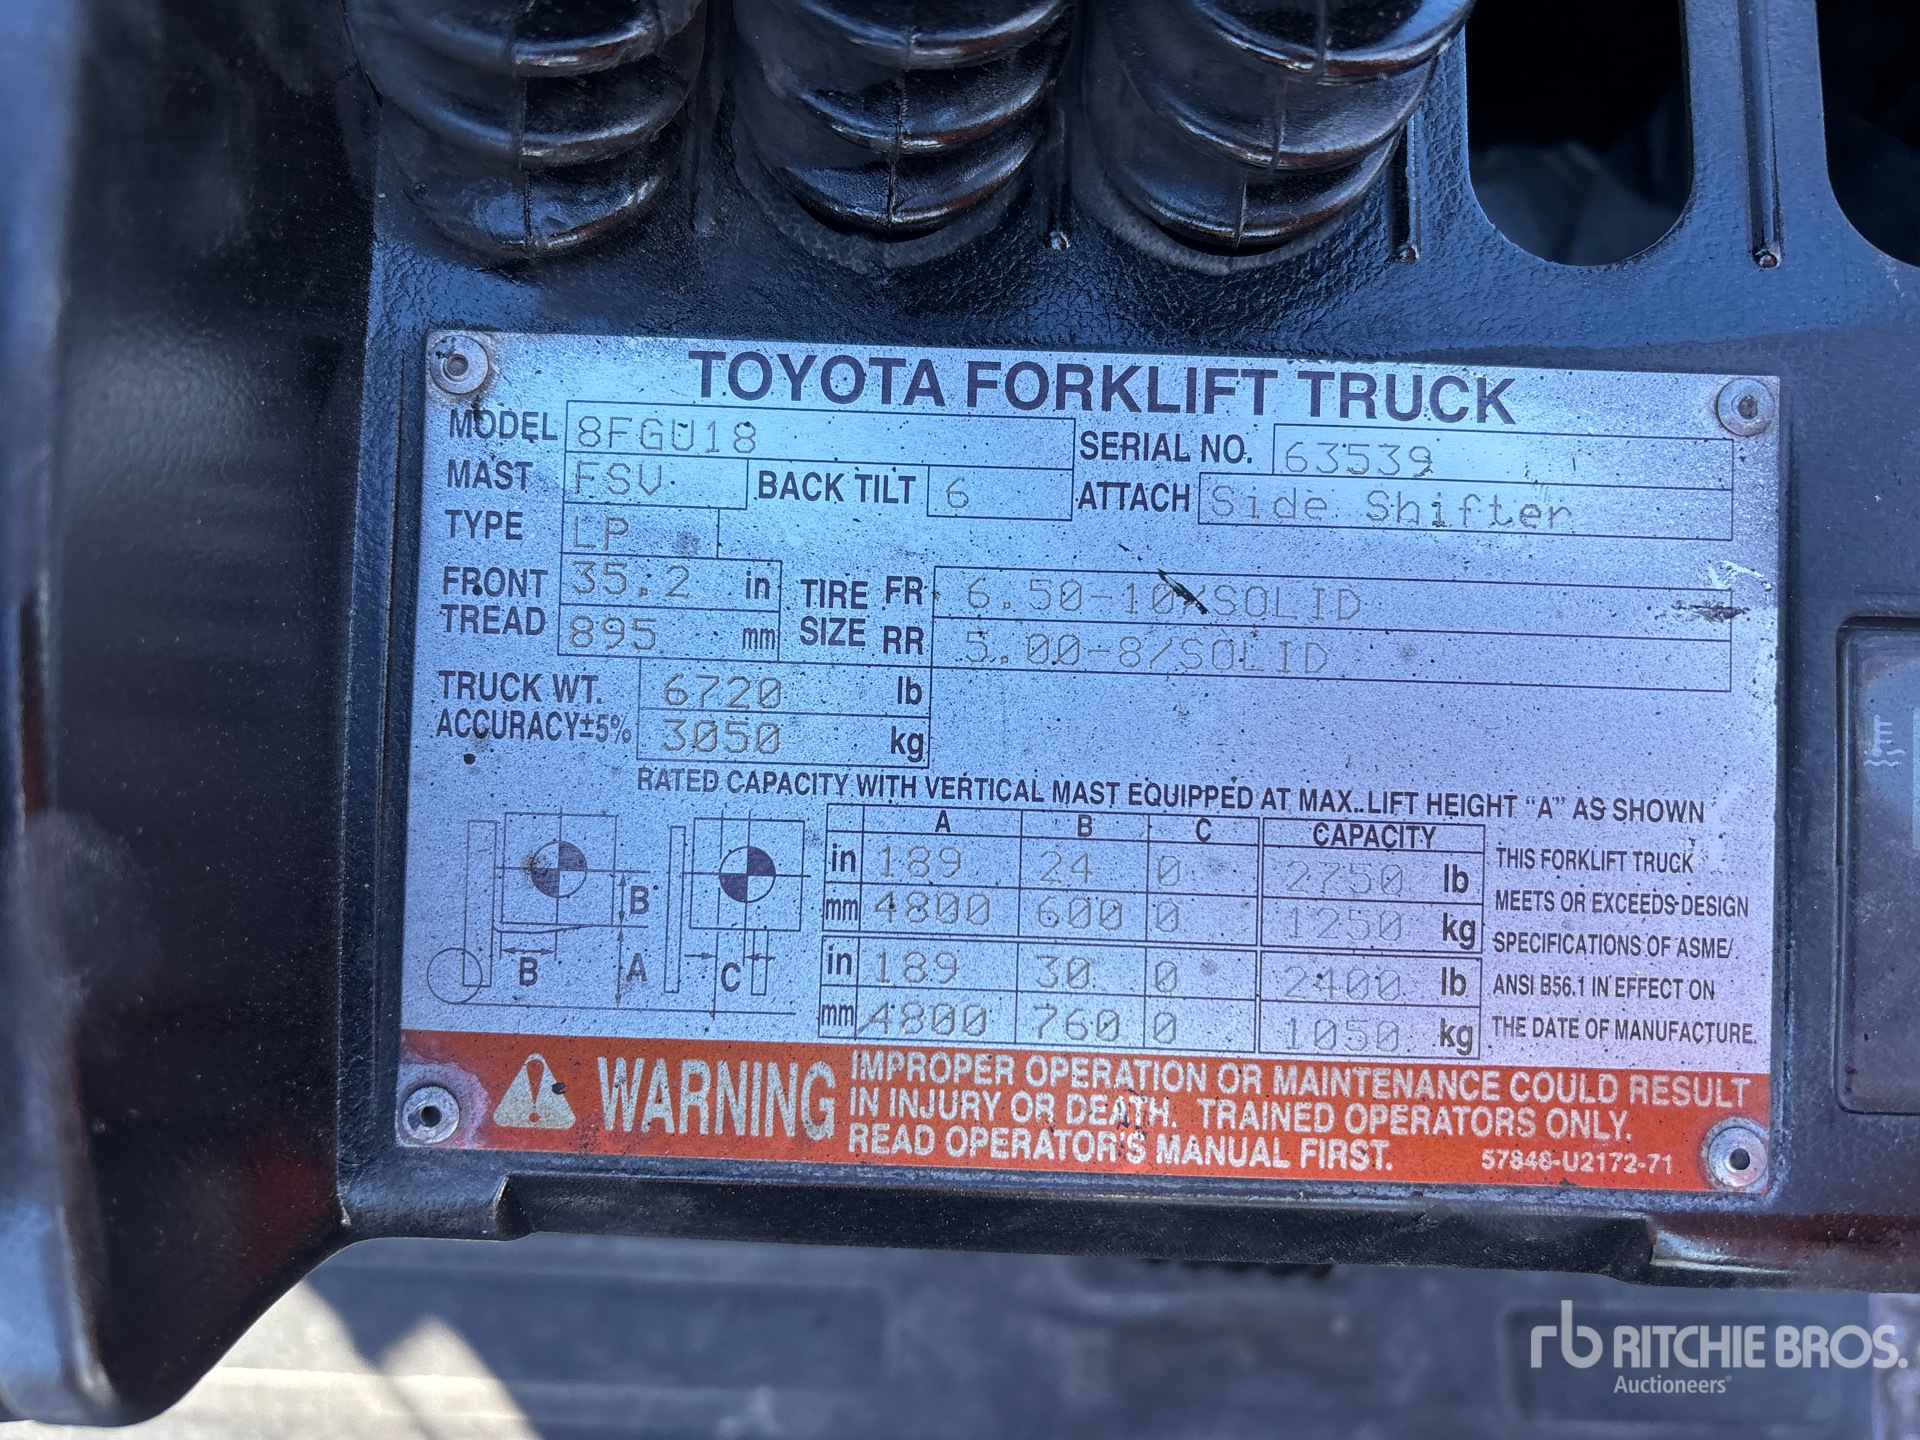 TOYOTA FORKLIFT TRUCK
MODEL 8FGU18 SERIAL NO. 63539
MAST FSV BACK TILT 6 ATTACH Side Shifter
TYPE LP
FRONT TREAD 35.2 in TIRE SIZE FR 6.50-10/SOLID
895 mm RR 5.00-8/SOLID
TRUCK WT. 6720 lb
ACCURACY±5% 3050 kg
RATED CAPACITY WITH VERTICAL MAST EQUIPPED AT MAX. LIFT HEIGHT "A" AS SHOWN
A B C CAPACITY
in 189 24 0 2750 lb
mm 4800 600 0 1250 kg
in 189 30 0 2400 lb
mm 4800 760 0 1050 kg
B
B A C
THIS FORKLIFT TRUCK
MEETS OR EXCEEDS DESIGN
SPECIFICATIONS OF ASME/
ANSI B56.1 IN EFFECT ON
THE DATE OF MANUFACTURE.
WARNING
IMPROPER OPERATION OR MAINTENANCE COULD RESULT
IN INJURY OR DEATH. TRAINED OPERATORS ONLY.
READ OPERATOR'S MANUAL FIRST.
57848-U2172-71
rb RITCHIE BROS.
Auctioneers